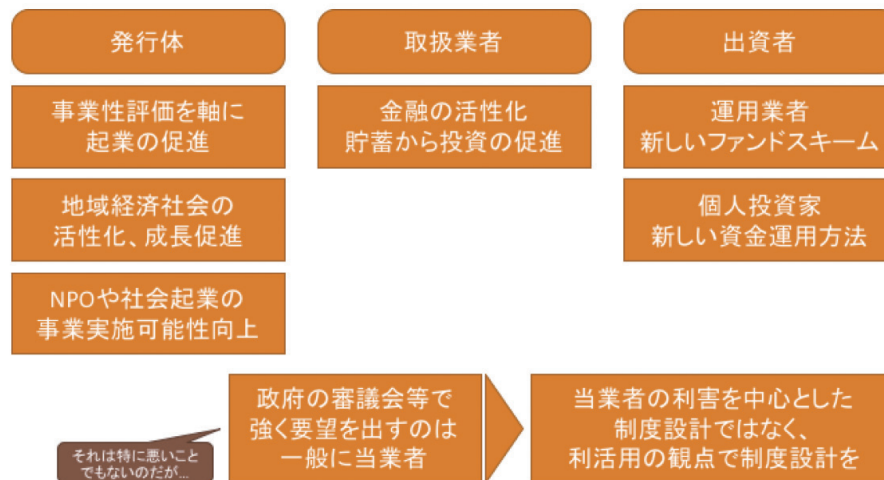 発行体
取扱業者
出資者
事業性評価を軸に
起業の促進
金融の活性化
貯蓄から投資の促進
運用業者
新しいファンドスキーム
地域経済社会の
活性化、成長促進
個人投資家
新しい資金運用方法
NPOや社会起業の
事業実施可能性向上
政府の審議会等で
強く要望を出すのは
一般に当業者
当業者の利害を中心とした
制度設計ではなく、
利活用の観点で制度設計を
それは特に悪いこと
でもないのだが…